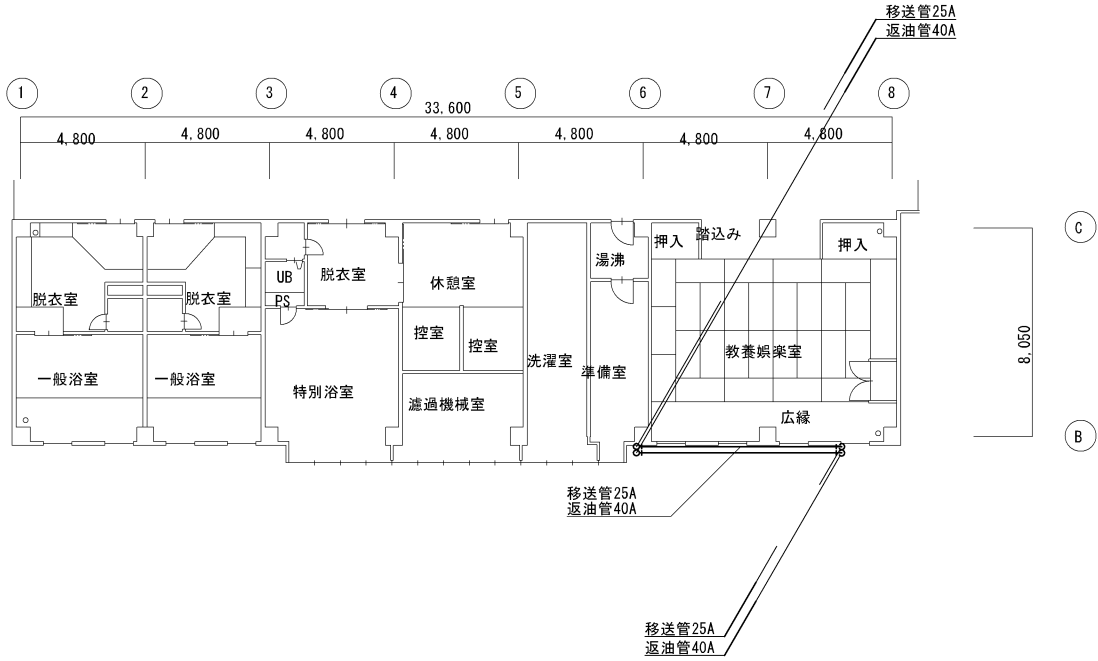 移送管25A
返油管40A
1 2 3 4 5 6 7 8
33,600
4,800 4,800 4,800 4,800 4,800 4,800 4,800
C
押入 踏込み 押入
湯沸
UB 脱衣室 休憩室
脱衣室 脱衣室 PS
控室 控室
8,050
洗濯室 準備室 教養娯楽室
一般浴室 一般浴室 特別浴室 濾過機械室
広縁
B
移送管25A
返油管40A
移送管25A
返油管40A